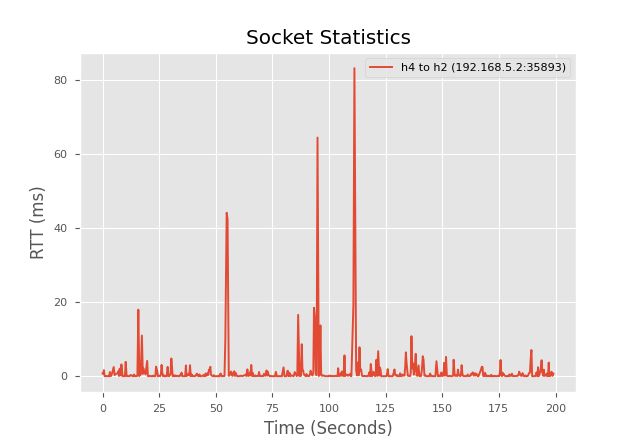 Socket Statistics
h4 to h2 (192.168.5.2:35893)
RTT (ms)
80
60
40
20
0
0 25 50 75 100 125 150 175 200
Time (Seconds)